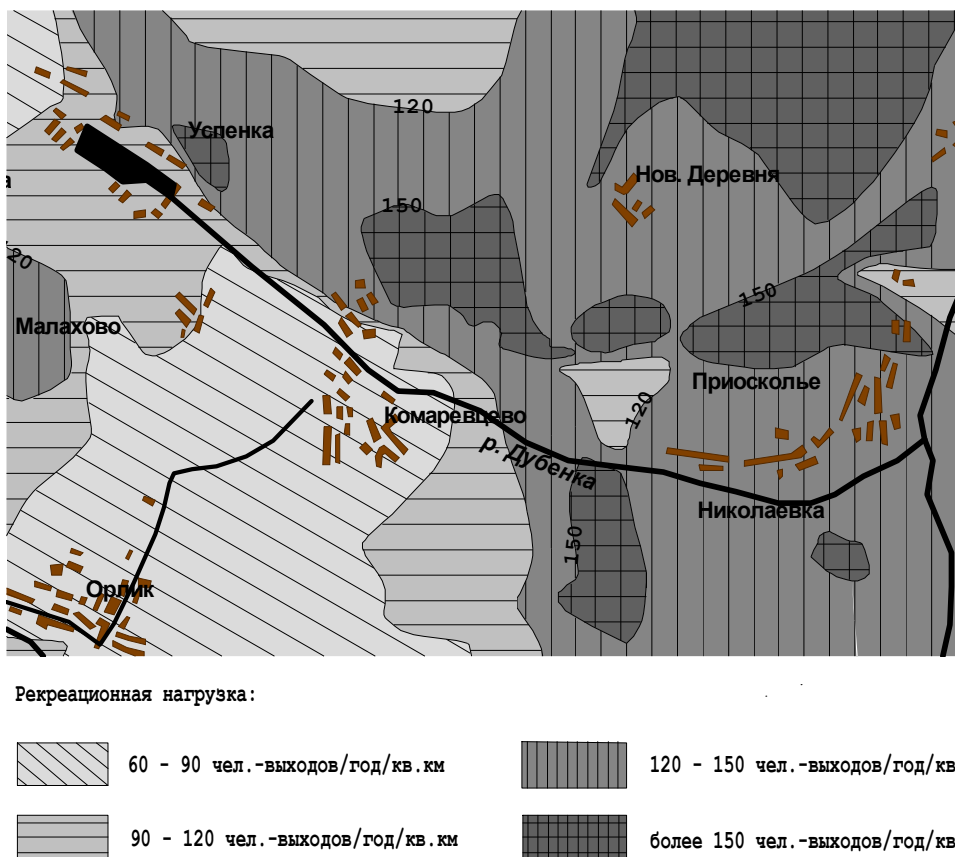 120
Успенка
а
Нов. Деревня
150
120
150
Малахово
Приосколье
120
Комаревцево
р. Дубенка
Николаевка
150
Орлик
Рекреационная нагрузка:
60 - 90 чел.-выходов/год/кв.км
120 - 150 чел.-выходов/год/кв
90 - 120 чел.-выходов/год/кв.км
более 150 чел.-выходов/год/кв